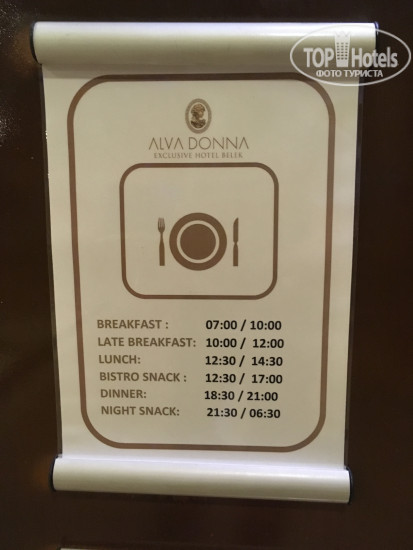 TOP Hotels
ФОТО ТУРИСТА
ALVA DONNA
EXCLUSIVE HOTEL BELEK
BREAKFAST : 07:00 / 10:00
LATE BREAKFAST: 10:00 / 12:00
LUNCH: 12:30 / 14:30
BISTRO SNACK : 12:30 / 17:00
DINNER: 18:30 / 21:00
NIGHT SNACK: 21:30 / 06:30